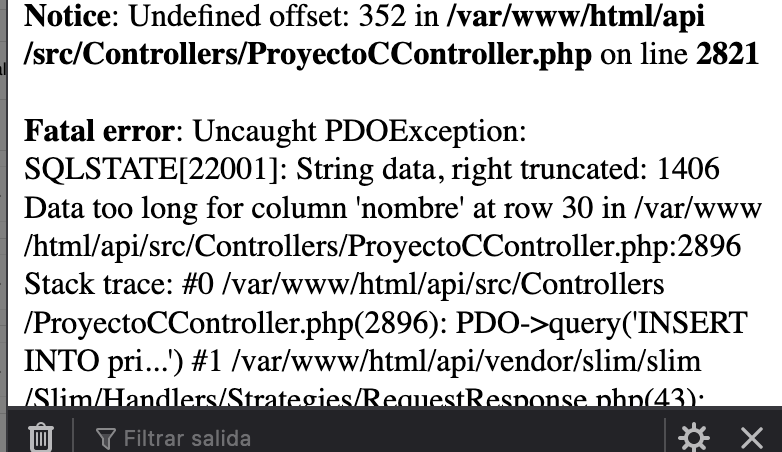 Notice: Undefined offset: 352 in /var/www/html/api
/src/Controllers/ProyectoCController.php on line 2821
Fatal error: Uncaught PDOException:
SQLSTATE[22001]: String data, right truncated: 1406
Data too long for column 'nombre' at row 30 in /var/www
/html/api/src/Controllers/ProyectoCController.php:2896
Stack trace: #0 /var/www/html/api/src/Controllers
/ProyectoCController.php(2896): PDO->query('INSERT
INTO pri...') #1 /var/www/html/api/vendor/slim/slim
/Slim/Handlers/Strategies/RequestResponse.php(43):
Filtrar salida